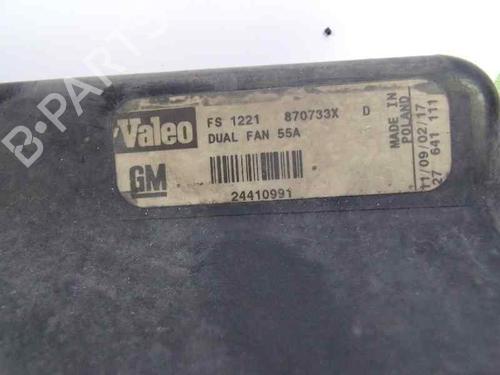 B-PARTS
Valeo FS 1221 870733X D
DUAL FAN 55A
GM
24410991
MADE IN
POLAND
11/09/02/17
27 641 111